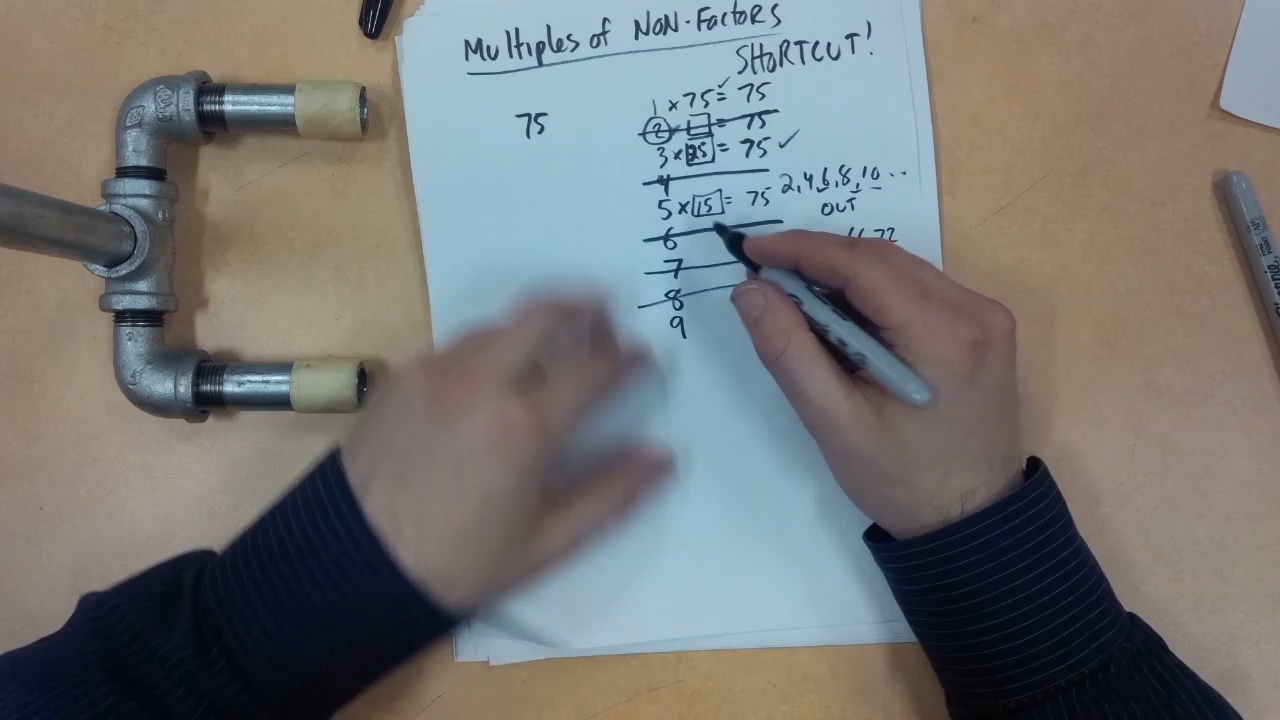 Multiples of NON-Factors
SHORTCUT!
75
1 × 75 = 75
2 × = 75
3 × 25 = 75 ✓
4
2, 4, 6, 8, 10 ..
5 × 15 = 75
OUT
6
72
7
8
9